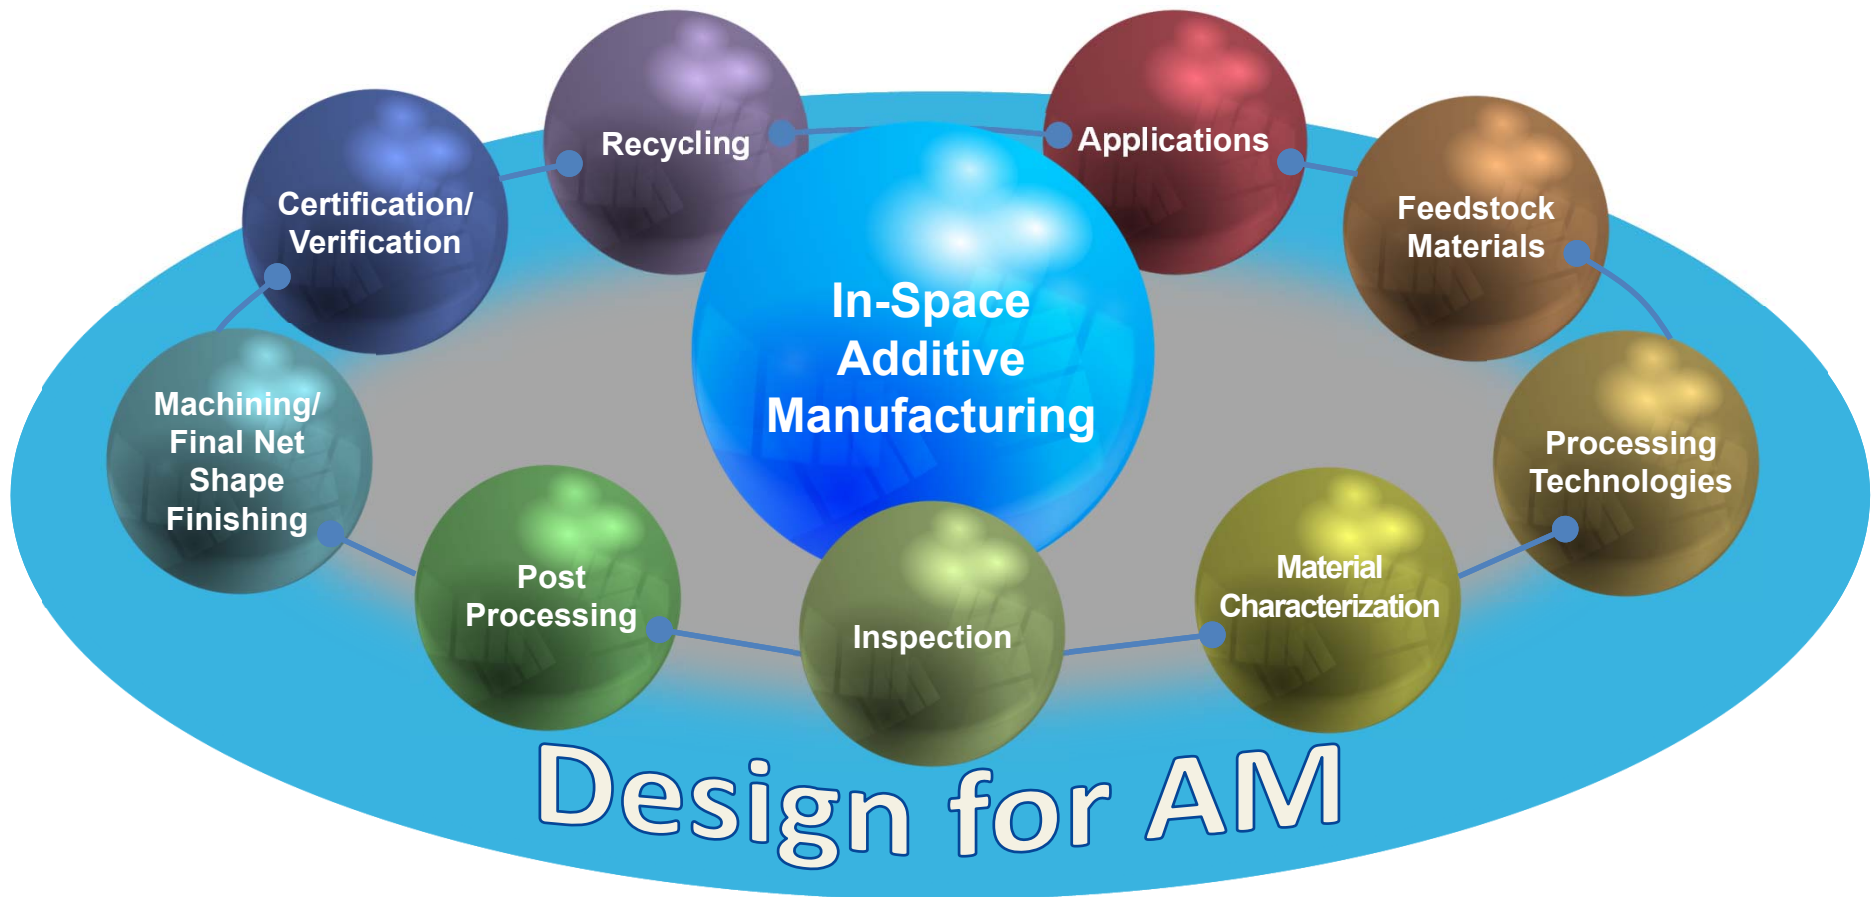 Recycling
Applications
Certification/
Verification
Feedstock
Materials
In-Space
Additive
Manufacturing
Machining/
Final Net
Shape
Finishing
Processing
Technologies
Post
Processing
Inspection
Material
Characterization
Design for AM